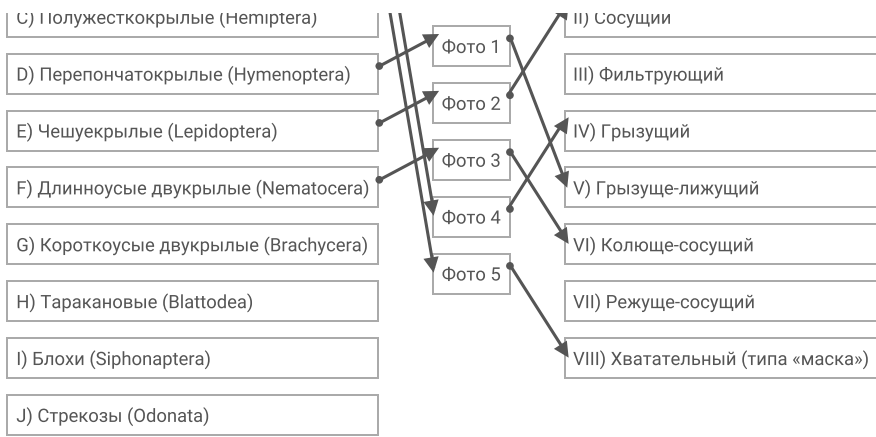 C) Полужесткокрылые (Hemiptera)
D) Перепончатокрылые (Hymenoptera)
E) Чешуекрылые (Lepidoptera)
F) Длинноусые двукрылые (Nematocera)
G) Короткоусые двукрылые (Brachycera)
H) Таракановые (Blattodea)
I) Блохи (Siphonaptera)
J) Стрекозы (Odonata)
Фото 1
Фото 2
Фото 3
Фото 4
Фото 5
II) Сосущий
III) Фильтрующий
IV) Грызущий
V) Грызуще-лижущий
VI) Колюще-сосущий
VII) Режуще-сосущий
VIII) Хватательный (типа «маска»)